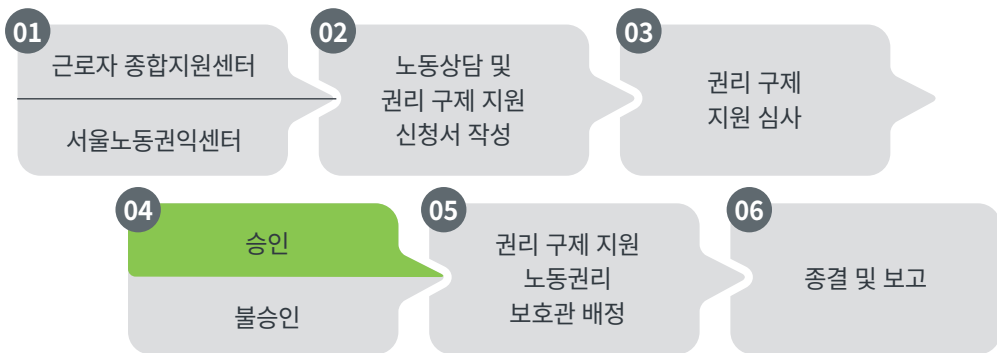 01
근로자 종합지원센터
서울노동권익센터
02
노동상담 및
권리 구제 지원
신청서 작성
03
권리 구제
지원 심사
04
승인
불승인
05
권리 구제 지원
노동권리
보호관 배정
06
종결 및 보고